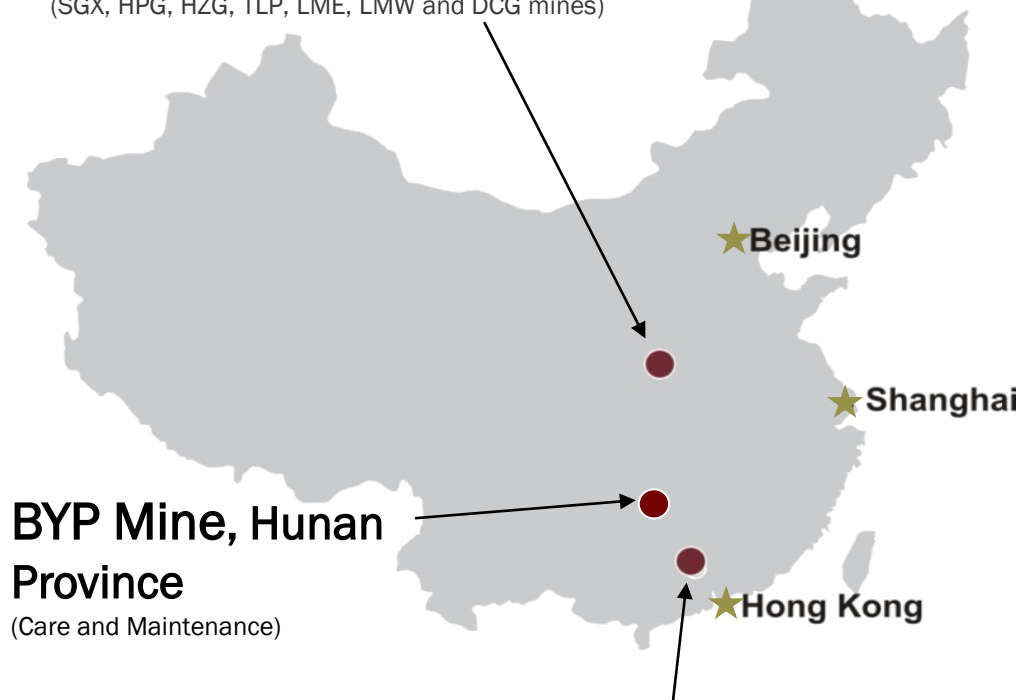 (SGX, HPG, HZG, TLP, LME, LMW and DCG mines)
Beijing
Shanghai
BYP Mine, Hunan
Province
(Care and Maintenance)
Hong Kong